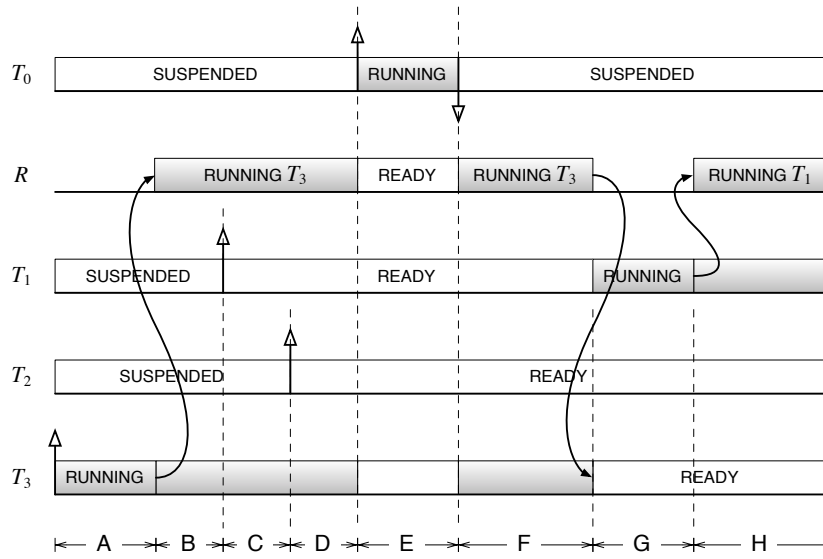 T0 SUSPENDED RUNNING SUSPENDED
R RUNNING T3 READY RUNNING T3 RUNNING T1
T1 SUSPENDED READY RUNNING
T2 SUSPENDED READY
T3 RUNNING READY
A B C D E F G H